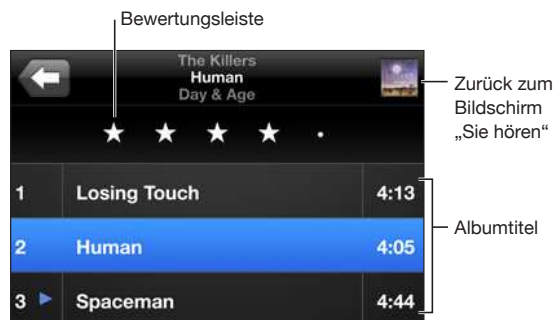 Bewertungsleiste
The Killers
Human
Day & Age
Zurück zum
Bildschirm
„Sie hören“
1 Losing Touch 4:13
2 Human 4:05
Albumtitel
3 Spaceman 4:44